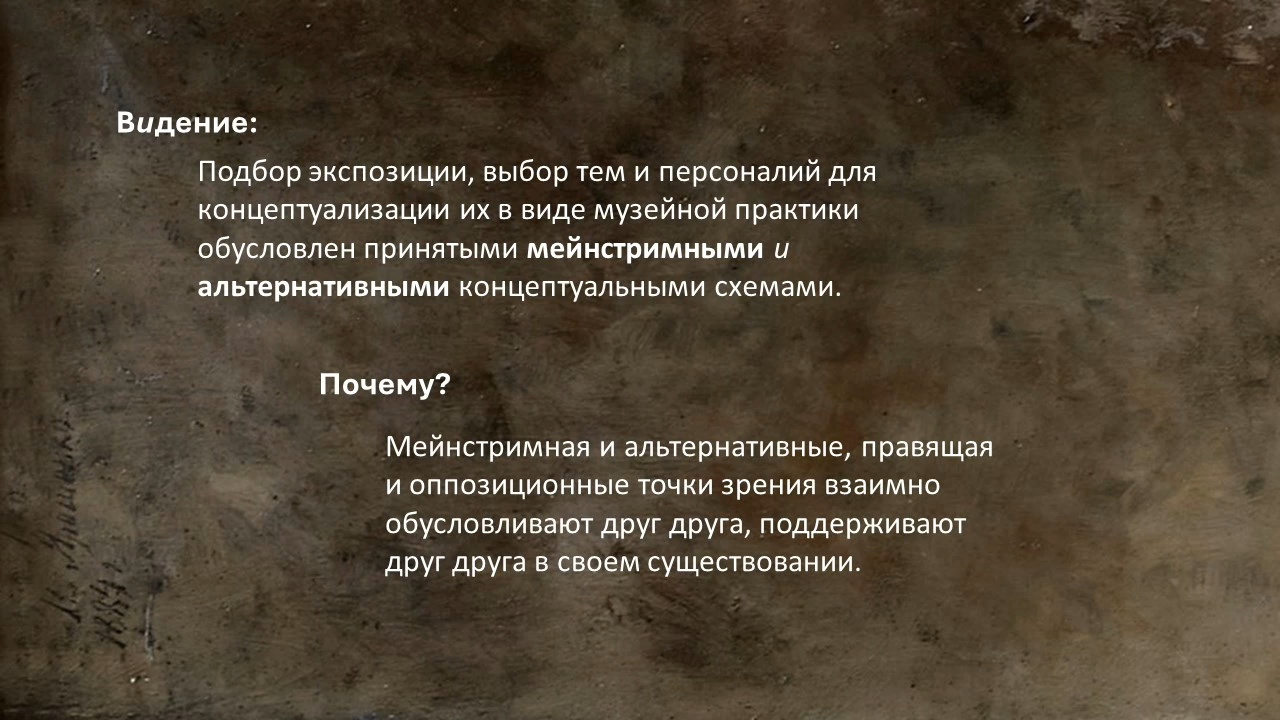 Видение:
Подбор экспозиции, выбор тем и персоналий для
концептуализации их в виде музейной практики
обусловлен принятыми мейнстримными и
альтернативными концептуальными схемами.
Почему?
Мейнстримная и альтернативные, правящая
и оппозиционные точки зрения взаимно
обусловливают друг друга, поддерживают
друг друга в своем существовании.